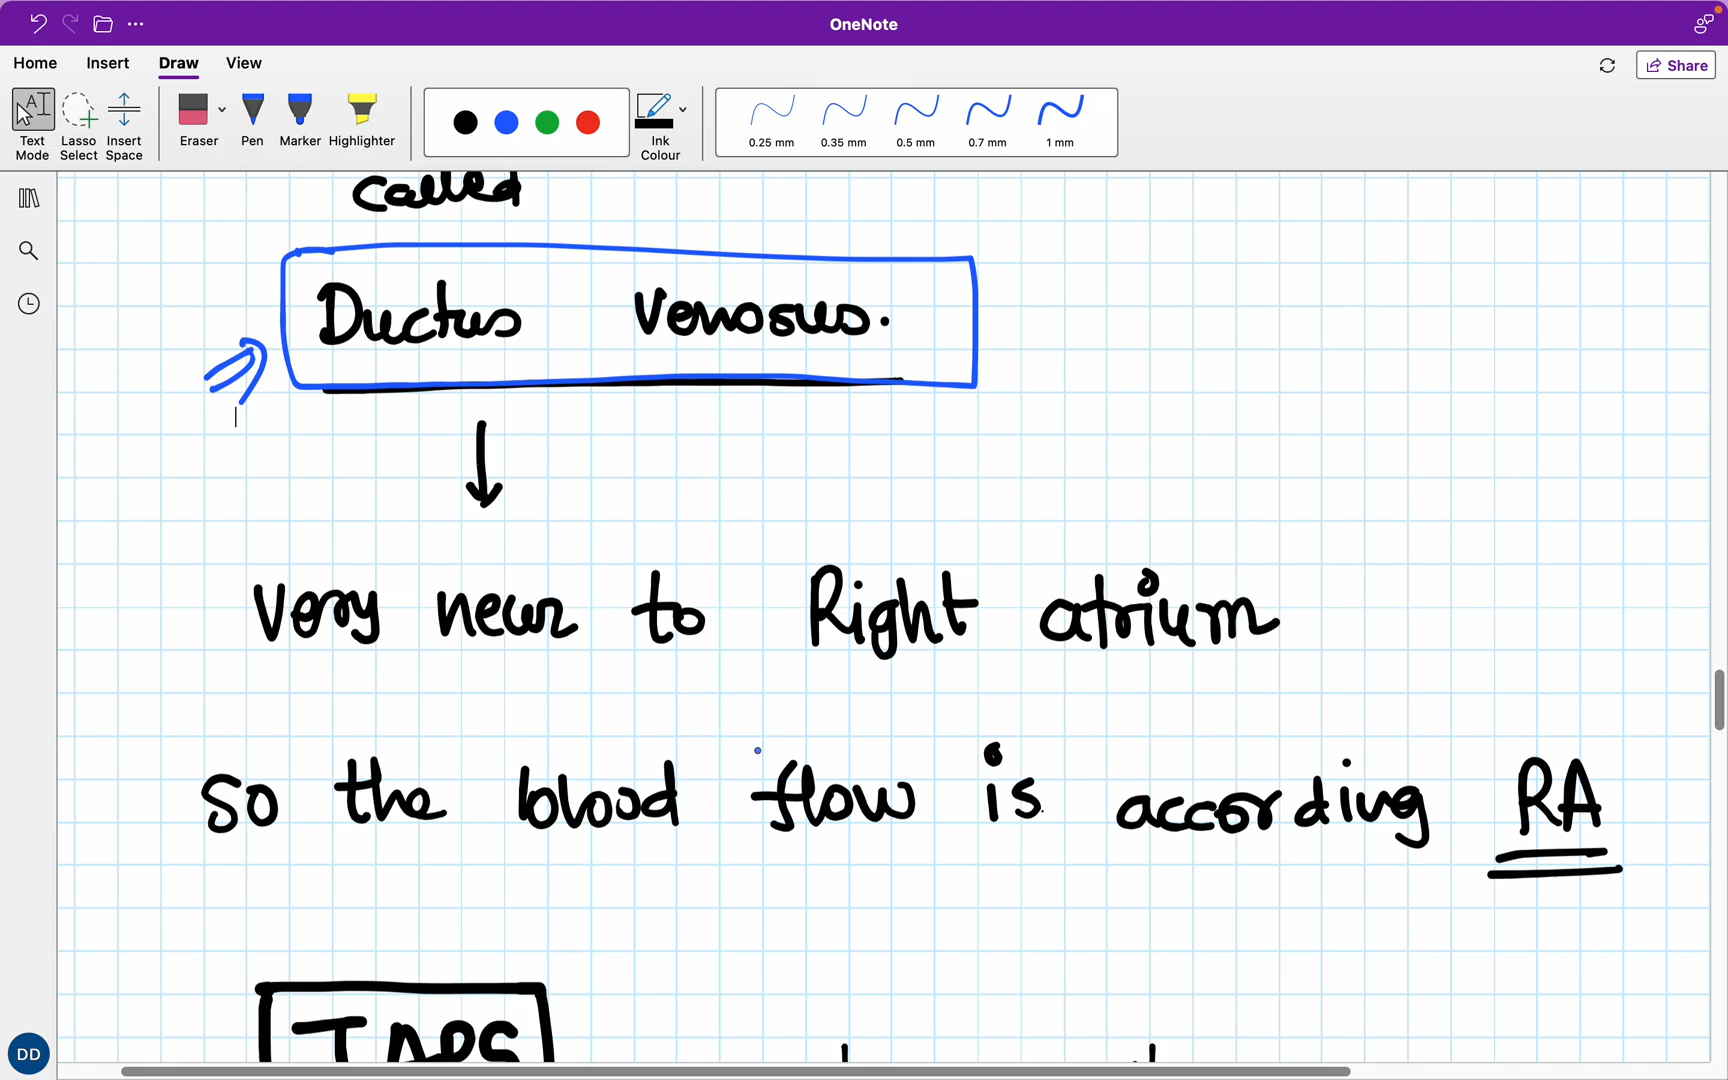 OneNote
Home Insert Draw View
Share
Text Mode
Lasso Select
Insert Space
Eraser
Pen
Marker
Highlighter
Ink Colour
0.25 mm
0.35 mm
0.5 mm
0.7 mm
1 mm
called
Ductus Venosus.
Very near to Right atrium
so the blood flow is according RA
DD